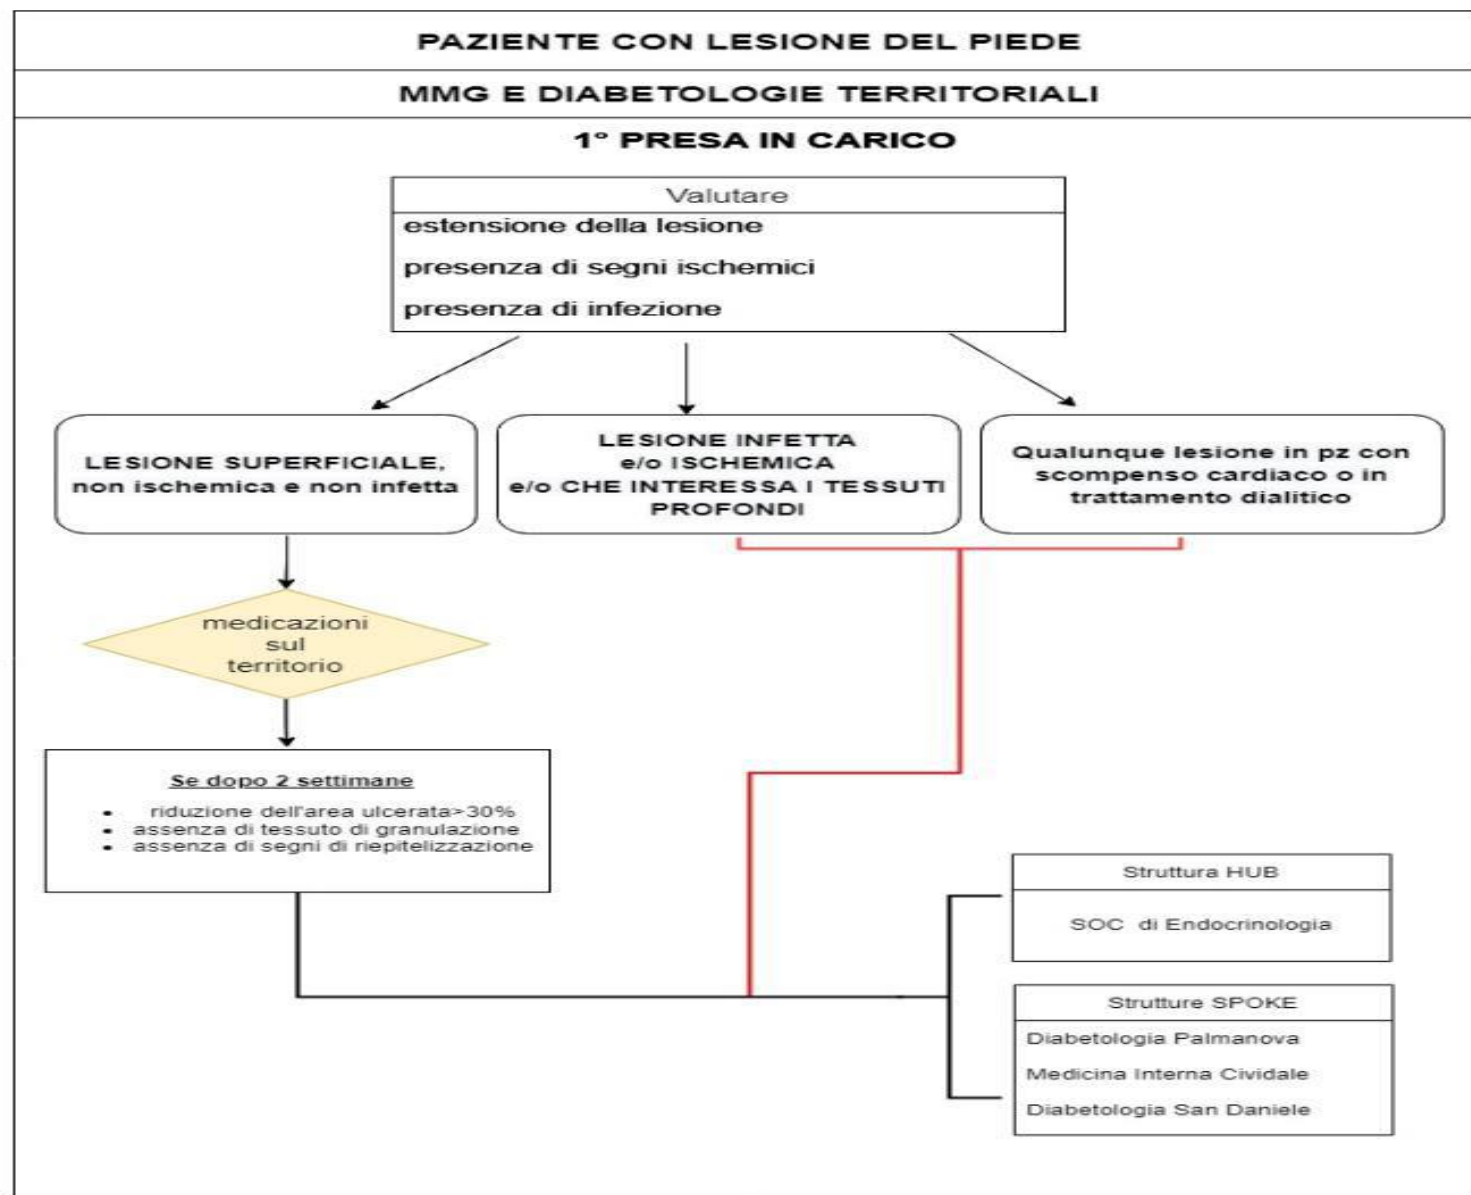 PAZIENTE CON LESIONE DEL PIEDE
MMG E DIABETOLOGIE TERRITORIALI
1° PRESA IN CARICO
Valutare
estensione della lesione
presenza di segni ischemici
presenza di infezione
LESIONE SUPERFICIALE,
non ischemica e non infetta
LESIONE INFETTA
e/o ISCHEMICA
e/o CHE INTERESSA I TESSUTI
PROFONDI
Qualunque lesione in pz con
scompenso cardiaco o in
trattamento dialitico
medicazioni
sul
territorio
Se dopo 2 settimane
• riduzione dell'area ulcerata>30%
• assenza di tessuto di granulazione
• assenza di segni di riepitelizzazione
Struttura HUB
SOC di Endocrinologia
Strutture SPOKE
Diabetologia Palmanova
Medicina Interna Cividale
Diabetologia San Daniele